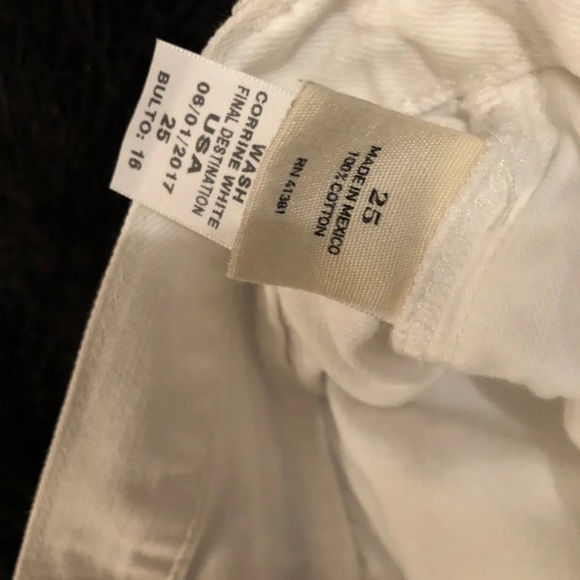 WASH
CORRINE WHITE
FINAL DESTINATION
USA
06/01/2017
25
BULTO: 16
25
MADE IN MEXICO
100% COTTON
RN 41381